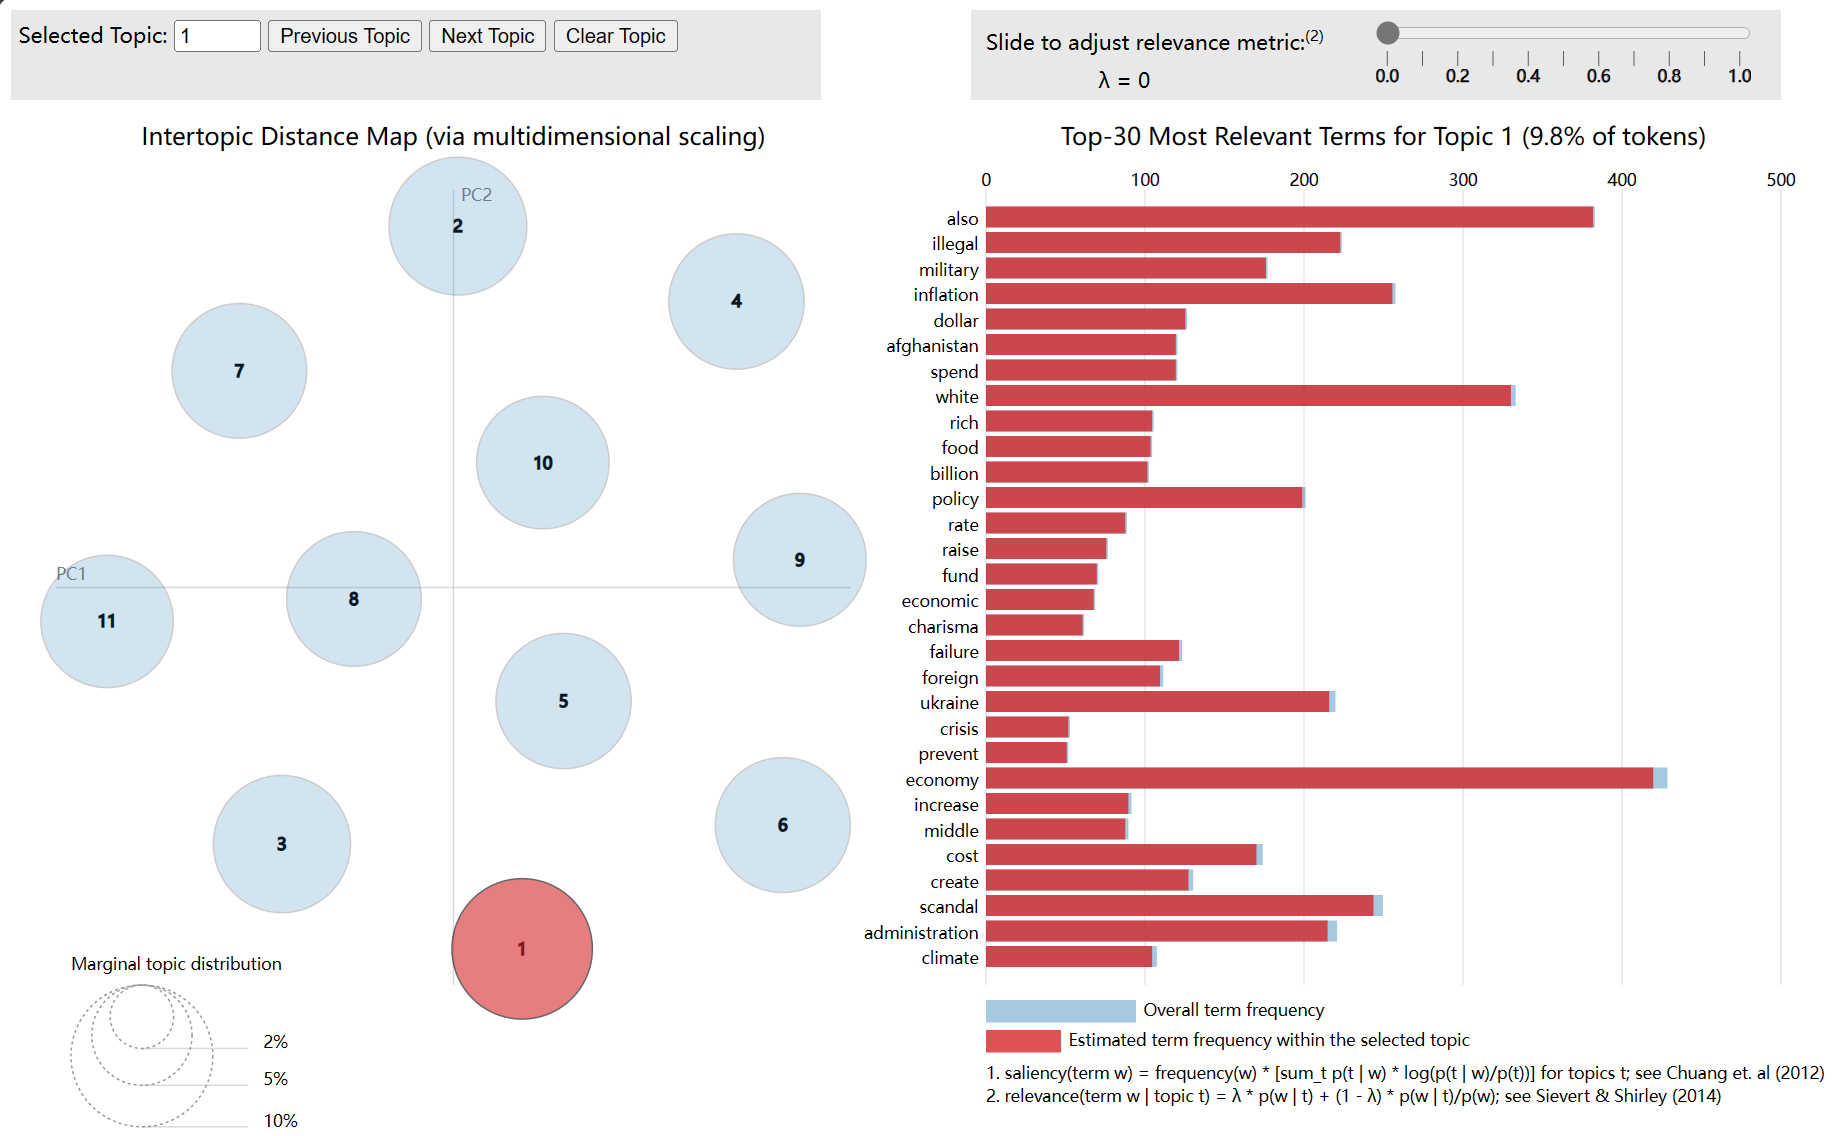 Selected Topic: 1 Previous Topic Next Topic Clear Topic
Slide to adjust relevance metric:(2)
λ = 0
0.0 0.2 0.4 0.6 0.8 1.0
Intertopic Distance Map (via multidimensional scaling)
PC2
2
4
7
10
9
PC1
8
11
5
6
3
1
Marginal topic distribution
2%
5%
10%
Top-30 Most Relevant Terms for Topic 1 (9.8% of tokens)
0 100 200 300 400 500
also
illegal
military
inflation
dollar
afghanistan
spend
white
rich
food
billion
policy
rate
raise
fund
economic
charisma
failure
foreign
ukraine
crisis
prevent
economy
increase
middle
cost
create
scandal
administration
climate
Overall term frequency
Estimated term frequency within the selected topic
1. saliency(term w) = frequency(w) * [sum_t p(t | w) * log(p(t | w)/p(t))] for topics t; see Chuang et. al (2012)
2. relevance(term w | topic t) = λ * p(w | t) + (1 - λ) * p(w | t)/p(w); see Sievert & Shirley (2014)